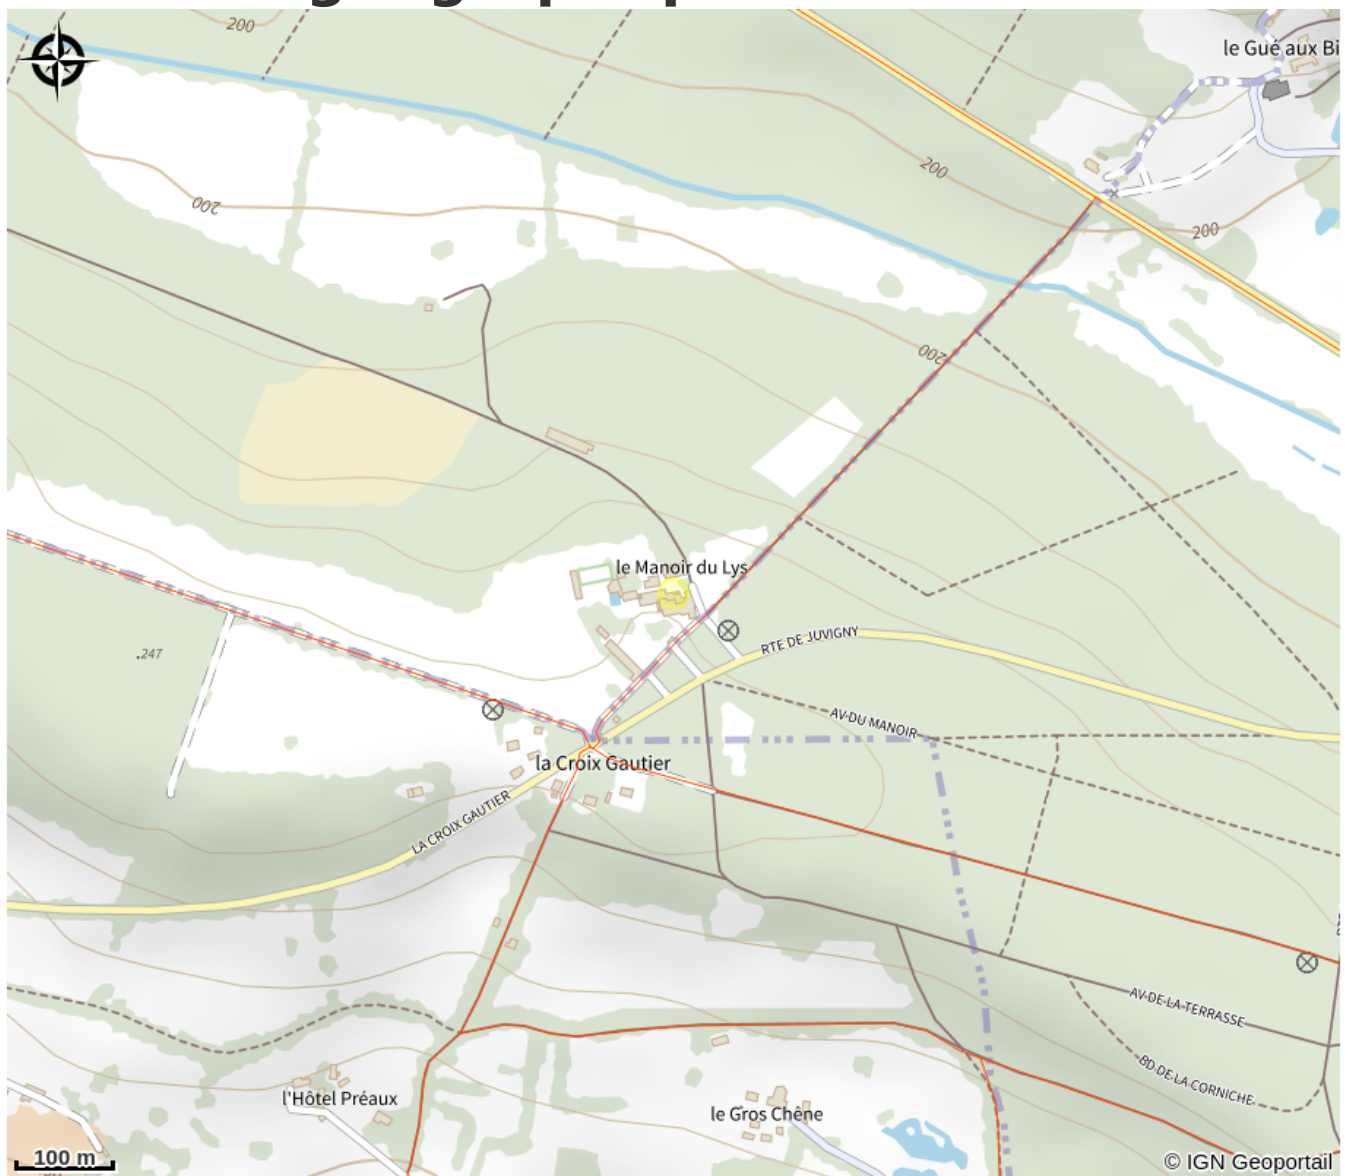 200
le Gué aux Bi
200
200
200
200
le Manoir du Lys
RTE DE JUVIGNY
.247
AV DU MANOIR
la Croix Gautier
LA CROIX GAUTIER
AV DE LA TERRASSE
BD DE LA CORNICHE
l'Hôtel Préaux
le Gros Chêne
100 m
© IGN Geoportail